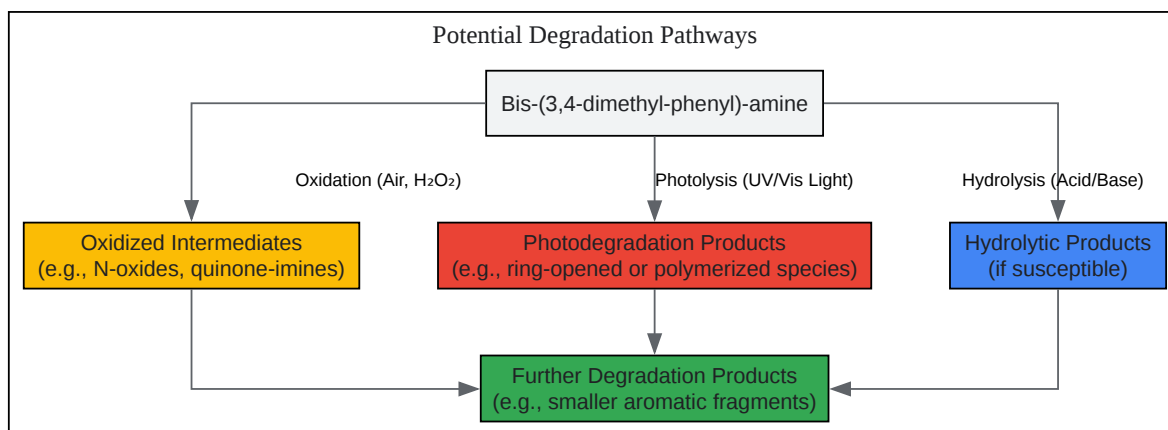 Potential Degradation Pathways
Bis-(3,4-dimethyl-phenyl)-amine
Oxidation (Air, H₂O₂)
Photolysis (UV/Vis Light)
Hydrolysis (Acid/Base)
Oxidized Intermediates
(e.g., N-oxides, quinone-imines)
Photodegradation Products
(e.g., ring-opened or polymerized species)
Hydrolytic Products
(if susceptible)
Further Degradation Products
(e.g., smaller aromatic fragments)